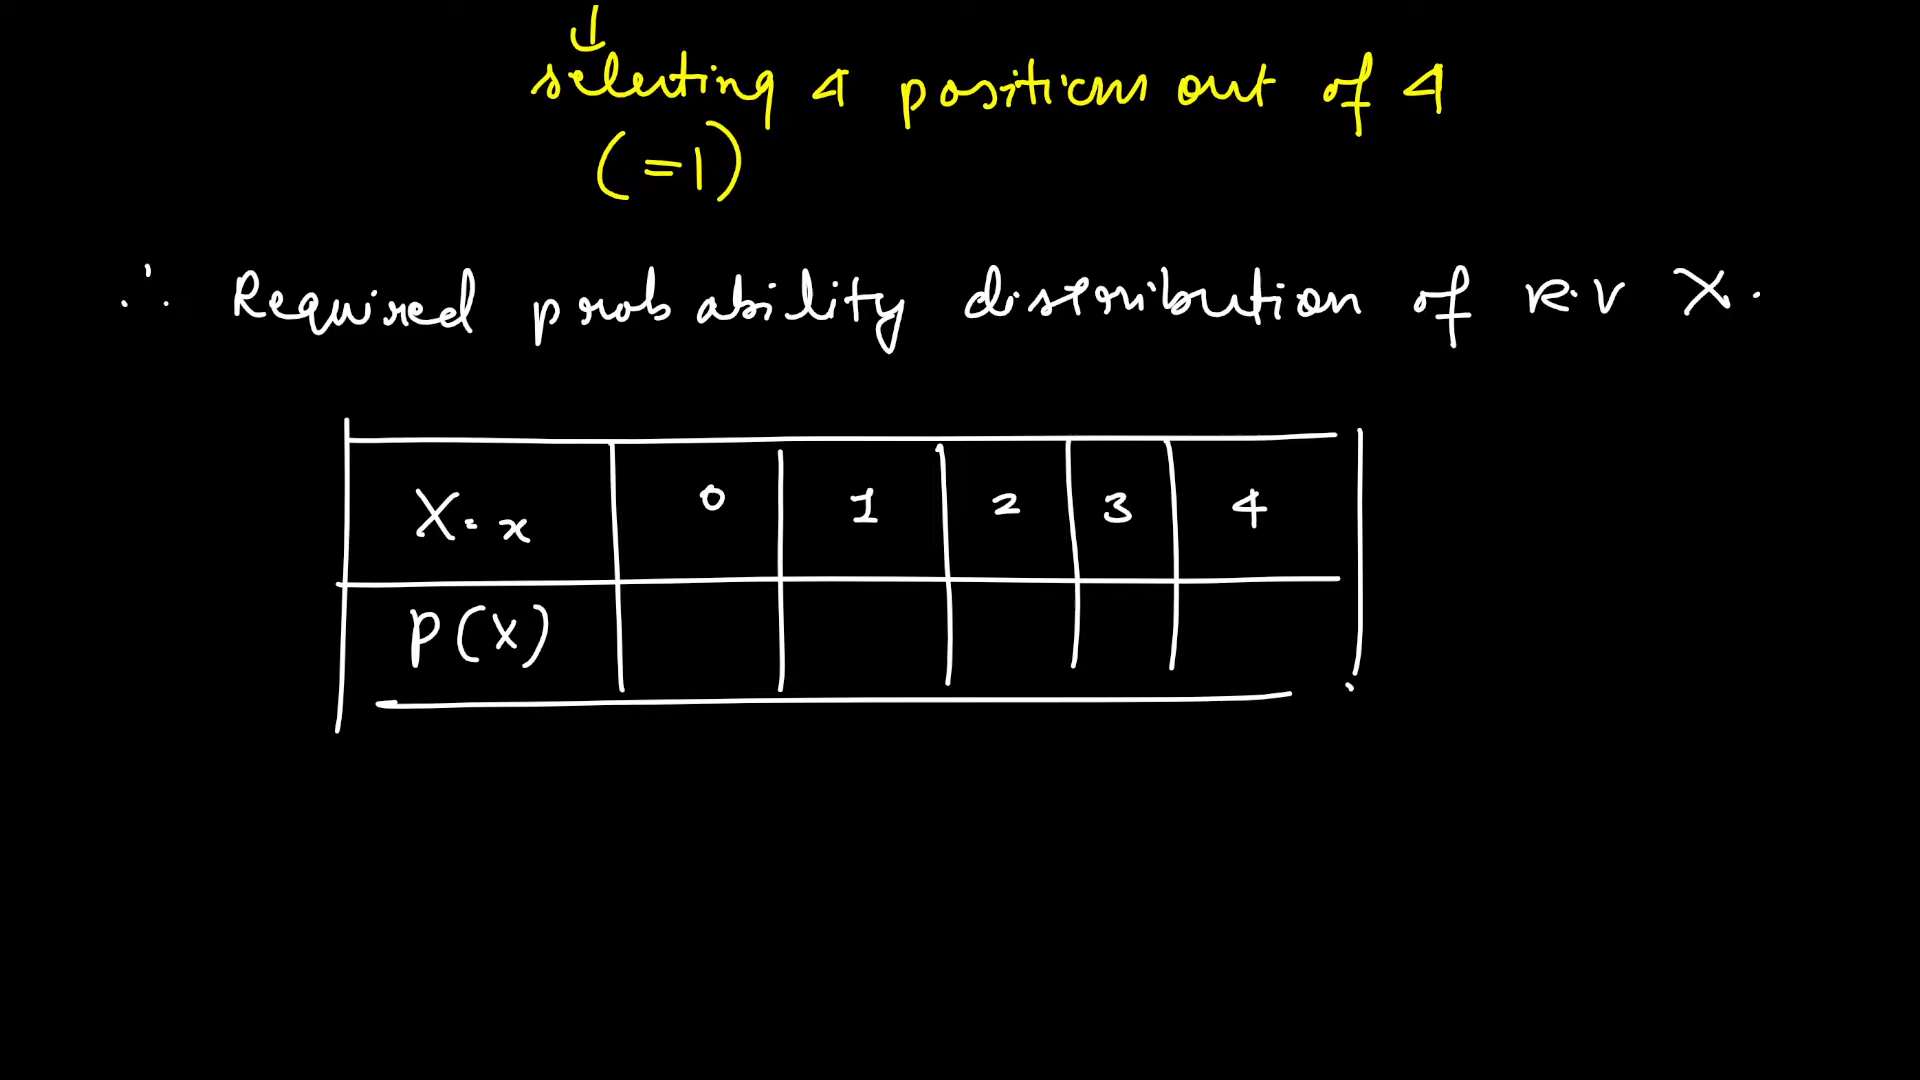 selecting 4 positions out of 4
(=1)
∴ Required probability distribution of R.V X.
X = x 0 1 2 3 4
P(X)